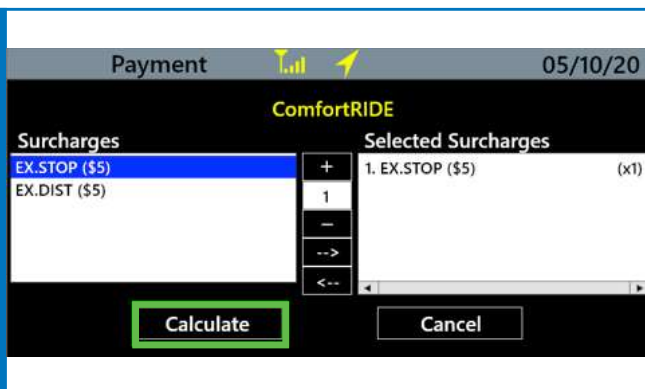 Payment 05/10/20
ComfortRIDE
Surcharges Selected Surcharges
EX.STOP ($5) + 1. EX.STOP ($5) (x1)
EX.DIST ($5) 1
–
-->
<--
Calculate Cancel